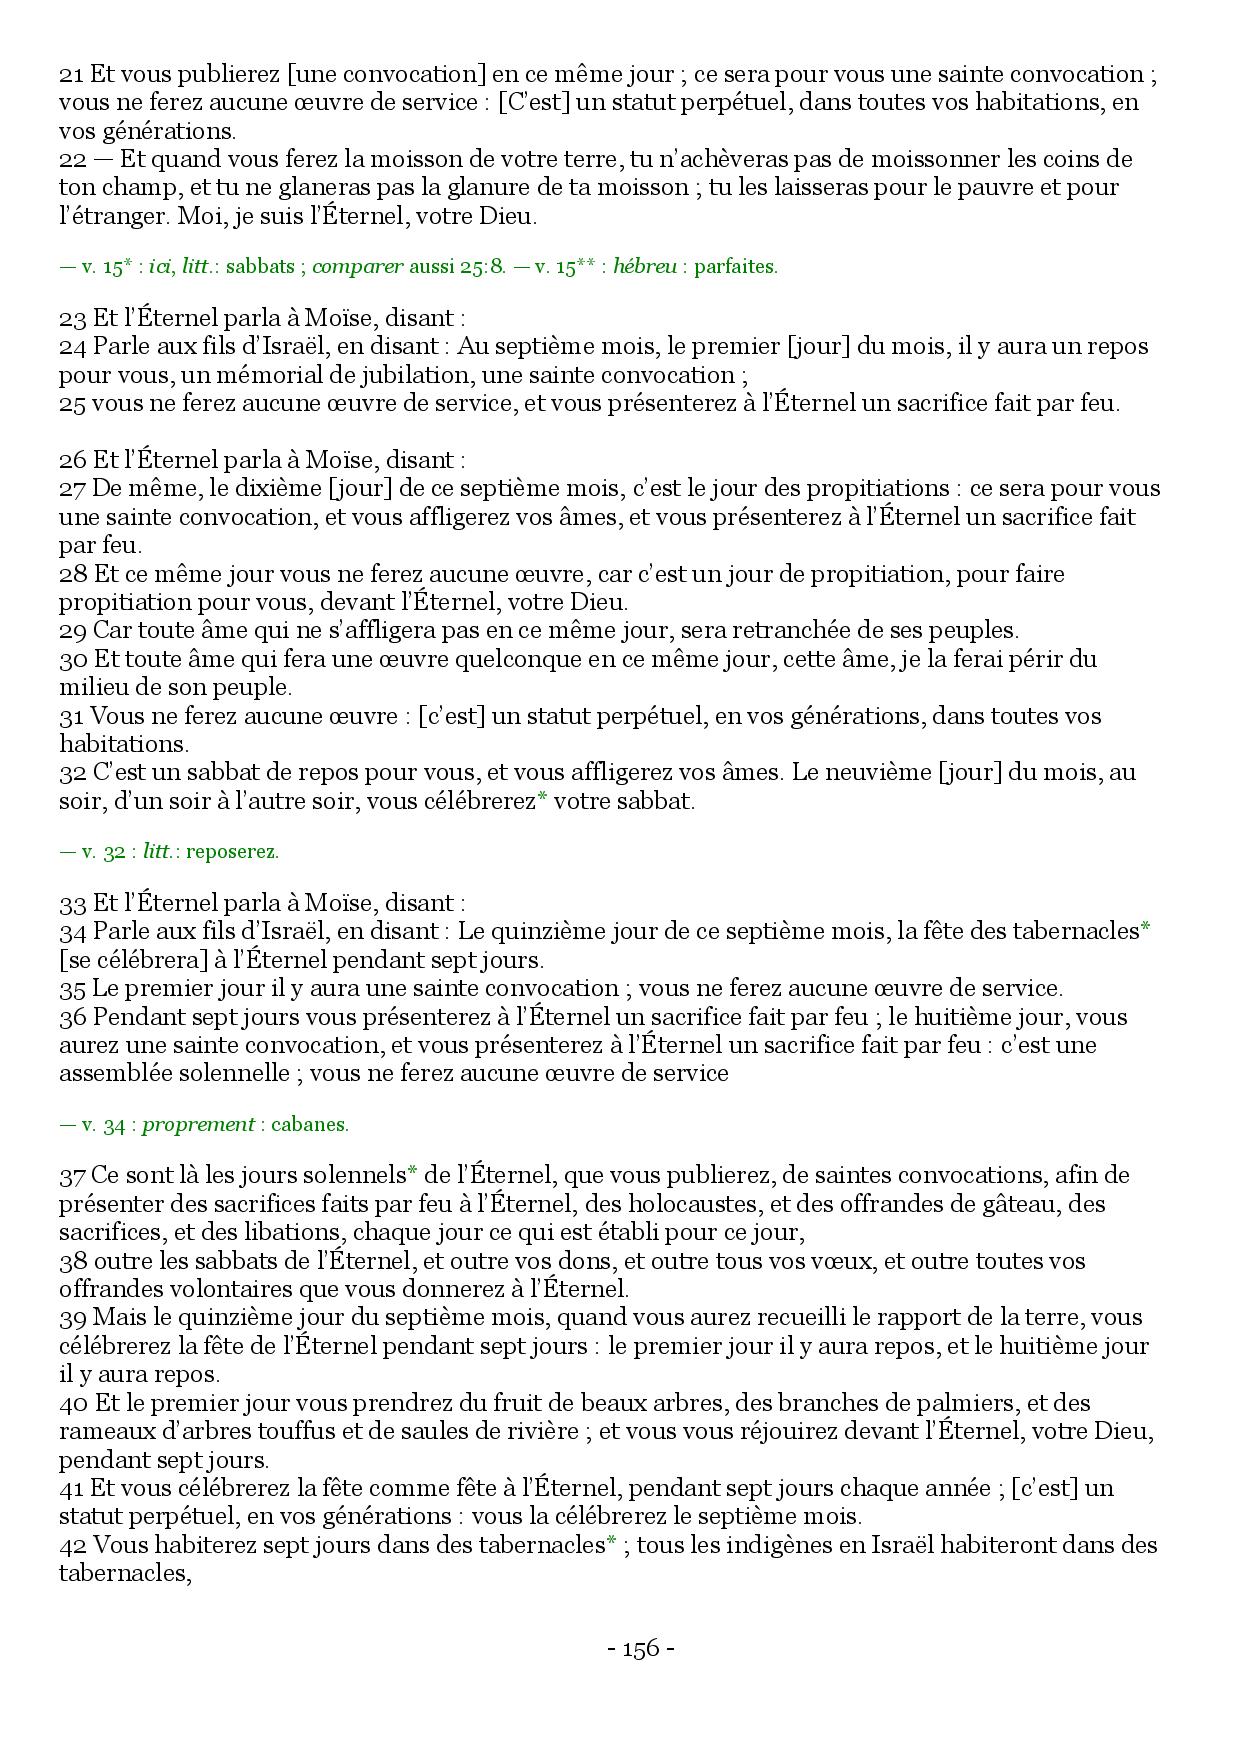 21 Et vous publierez [une convocation] en ce même jour ; ce sera pour vous une sainte convocation ;
vous ne ferez aucune œuvre de service : [C’est] un statut perpétuel, dans toutes vos habitations, en
vos générations.
22 — Et quand vous ferez la moisson de votre terre, tu n’achèveras pas de moissonner les coins de
ton champ, et tu ne glaneras pas la glanure de ta moisson ; tu les laisseras pour le pauvre et pour
l’étranger. Moi, je suis l’Éternel, votre Dieu.
— v. 15* : ici, litt.: sabbats ; comparer aussi 25:8. — v. 15** : hébreu : parfaites.
23 Et l’Éternel parla à Moïse, disant :
24 Parle aux fils d’Israël, en disant : Au septième mois, le premier [jour] du mois, il y aura un repos
pour vous, un mémorial de jubilation, une sainte convocation ;
25 vous ne ferez aucune œuvre de service, et vous présenterez à l’Éternel un sacrifice fait par feu.
26 Et l’Éternel parla à Moïse, disant :
27 De même, le dixième [jour] de ce septième mois, c’est le jour des propitiations : ce sera pour vous
une sainte convocation, et vous affligerez vos âmes, et vous présenterez à l’Éternel un sacrifice fait
par feu.
28 Et ce même jour vous ne ferez aucune œuvre, car c’est un jour de propitiation, pour faire
propitiation pour vous, devant l’Éternel, votre Dieu.
29 Car toute âme qui ne s’affligera pas en ce même jour, sera retranchée de ses peuples.
30 Et toute âme qui fera une œuvre quelconque en ce même jour, cette âme, je la ferai périr du
milieu de son peuple.
31 Vous ne ferez aucune œuvre : [c’est] un statut perpétuel, en vos générations, dans toutes vos
habitations.
32 C’est un sabbat de repos pour vous, et vous affligerez vos âmes. Le neuvième [jour] du mois, au
soir, d’un soir à l’autre soir, vous célébrerez* votre sabbat.
— v. 32 : litt.: reposerez.
33 Et l’Éternel parla à Moïse, disant :
34 Parle aux fils d’Israël, en disant : Le quinzième jour de ce septième mois, la fête des tabernacles*
[se célébrera] à l’Éternel pendant sept jours.
35 Le premier jour il y aura une sainte convocation ; vous ne ferez aucune œuvre de service.
36 Pendant sept jours vous présenterez à l’Éternel un sacrifice fait par feu ; le huitième jour, vous
aurez une sainte convocation, et vous présenterez à l’Éternel un sacrifice fait par feu : c’est une
assemblée solennelle ; vous ne ferez aucune œuvre de service
— v. 34 : proprement : cabanes.
37 Ce sont là les jours solennels* de l’Éternel, que vous publierez, de saintes convocations, afin de
présenter des sacrifices faits par feu à l’Éternel, des holocaustes, et des offrandes de gâteau, des
sacrifices, et des libations, chaque jour ce qui est établi pour ce jour,
38 outre les sabbats de l’Éternel, et outre vos dons, et outre tous vos vœux, et outre toutes vos
offrandes volontaires que vous donnerez à l’Éternel.
39 Mais le quinzième jour du septième mois, quand vous aurez recueilli le rapport de la terre, vous
célébrerez la fête de l’Éternel pendant sept jours : le premier jour il y aura repos, et le huitième jour
il y aura repos.
40 Et le premier jour vous prendrez du fruit de beaux arbres, des branches de palmiers, et des
rameaux d’arbres touffus et de saules de rivière ; et vous vous réjouirez devant l’Éternel, votre Dieu,
pendant sept jours.
41 Et vous célébrerez la fête comme fête à l’Éternel, pendant sept jours chaque année ; [c’est] un
statut perpétuel, en vos générations : vous la célébrerez le septième mois.
42 Vous habiterez sept jours dans des tabernacles* ; tous les indigènes en Israël habiteront dans des
tabernacles,
- 156 -